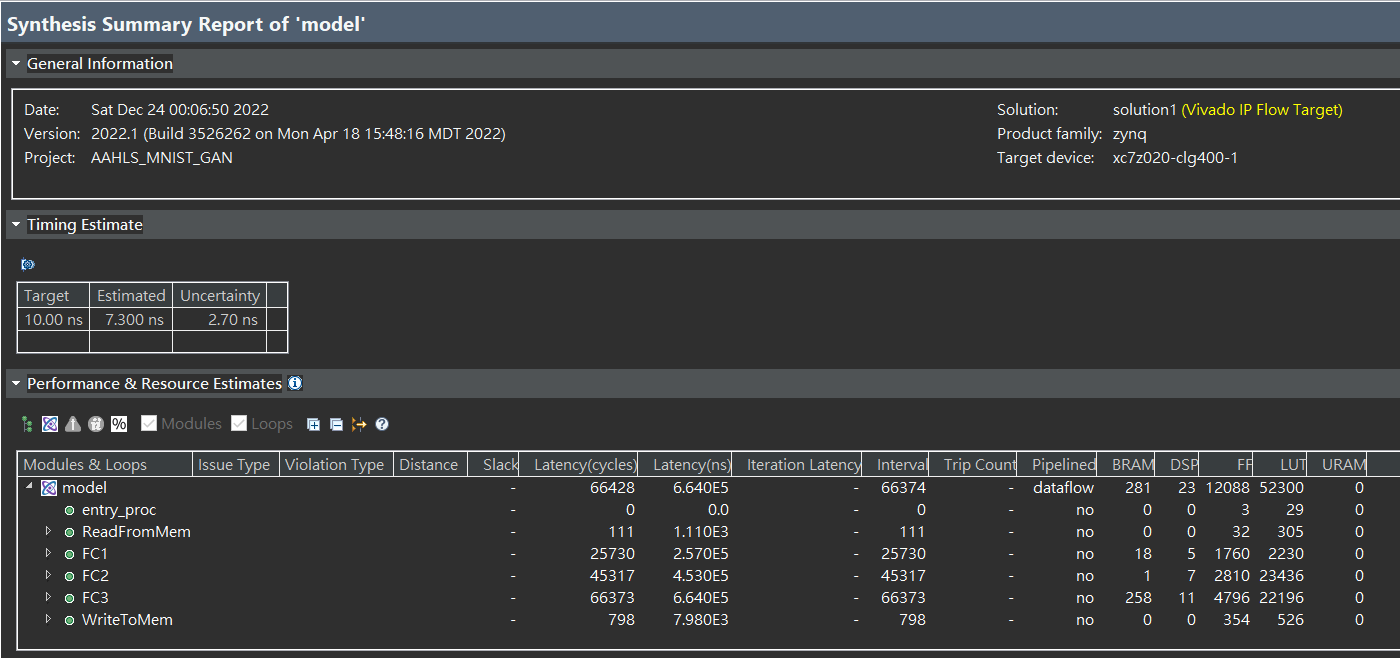 Synthesis Summary Report of 'model'
General Information
Date: Sat Dec 24 00:06:50 2022 Solution: solution1 (Vivado IP Flow Target)
Version: 2022.1 (Build 3526262 on Mon Apr 18 15:48:16 MDT 2022) Product family: zynq
Project: AAHLS_MNIST_GAN Target device: xc7z020-clg400-1
Timing Estimate
Target Estimated Uncertainty
10.00 ns 7.300 ns 2.70 ns
Performance & Resource Estimates
% Modules Loops
Modules & Loops Issue Type Violation Type Distance Slack Latency(cycles) Latency(ns) Iteration Latency Interval Trip Count Pipelined BRAM DSP FF LUT URAM
model - 66428 6.640E5 - 66374 - dataflow 281 23 12088 52300 0
entry_proc - 0 0.0 - 0 - no 0 0 3 29 0
ReadFromMem - 111 1.110E3 - 111 - no 0 0 32 305 0
FC1 - 25730 2.570E5 - 25730 - no 18 5 1760 2230 0
FC2 - 45317 4.530E5 - 45317 - no 1 7 2810 23436 0
FC3 - 66373 6.640E5 - 66373 - no 258 11 4796 22196 0
WriteToMem - 798 7.980E3 - 798 - no 0 0 354 526 0